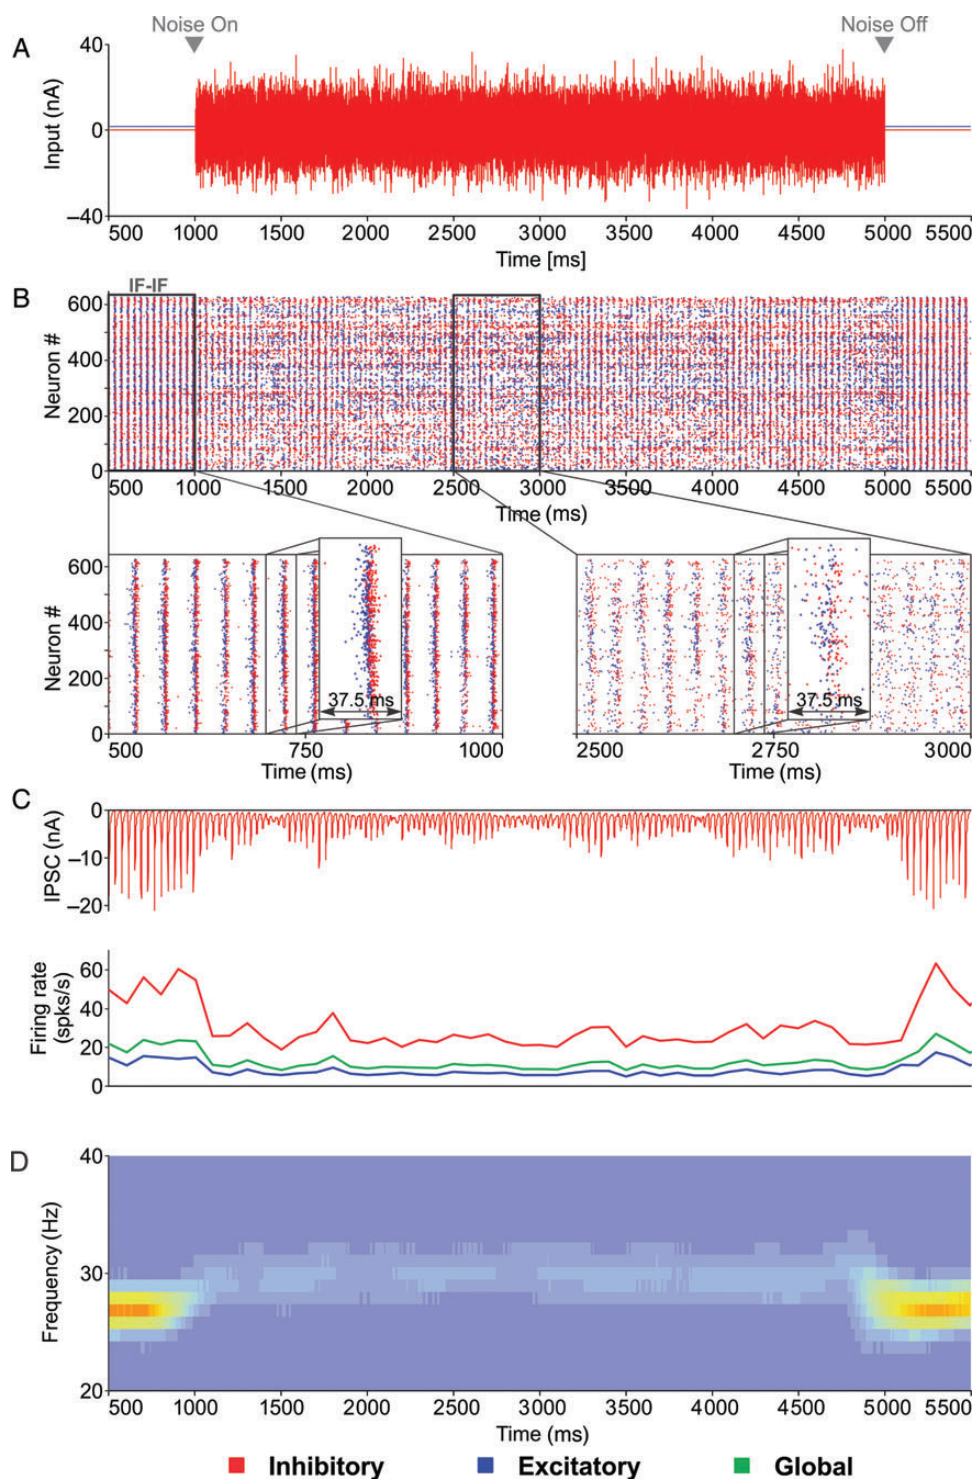 Noise On
Noise Off
A
40
0
–40
Input (nA)
500 1000 1500 2000 2500 3000 3500 4000 4500 5000 5500
Time [ms]
B
IF-IF
600
400
200
0
Neuron #
500 1000 1500 2000 2500 3000 3500 4000 4500 5000 5500
Time (ms)
600
400
200
0
Neuron #
37.5 ms
37.5 ms
500 750 1000
2500 2750 3000
Time (ms)
Time (ms)
C
0
–10
–20
IPSC (nA)
60
40
20
0
Firing rate
(spks/s)
D
40
30
20
Frequency (Hz)
500 1000 1500 2000 2500 3000 3500 4000 4500 5000 5500
Time (ms)
Inhibitory Excitatory Global